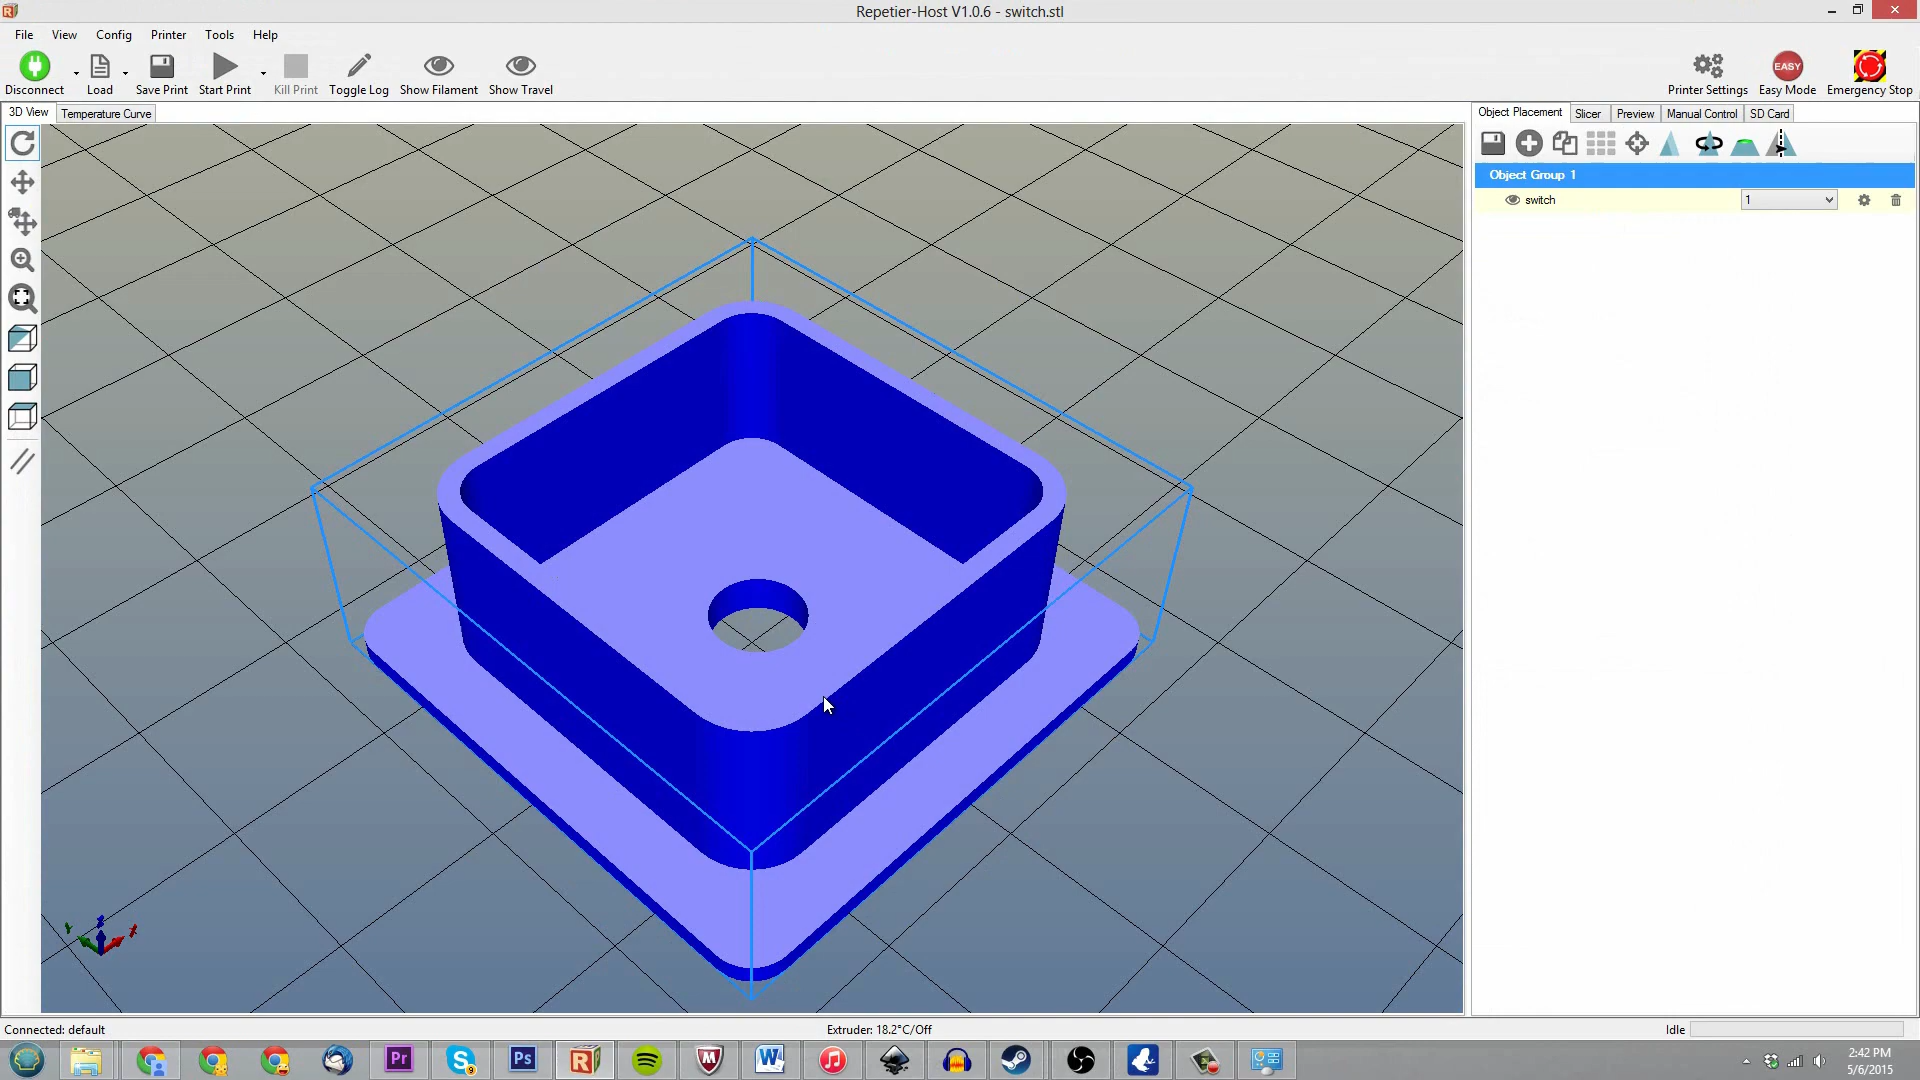 Repetier-Host V1.0.6 - switch.stl
File View Config Printer Tools Help
Disconnect Load Save Print Start Print Kill Print Toggle Log Show Filament Show Travel Printer Settings EASY Easy Mode Emergency Stop
3D View Temperature Curve Object Placement Slicer Preview Manual Control SD Card
Object Group 1
switch 1
Connected: default Extruder: 18.2°C/Off Idle
2:42 PM
5/6/2015